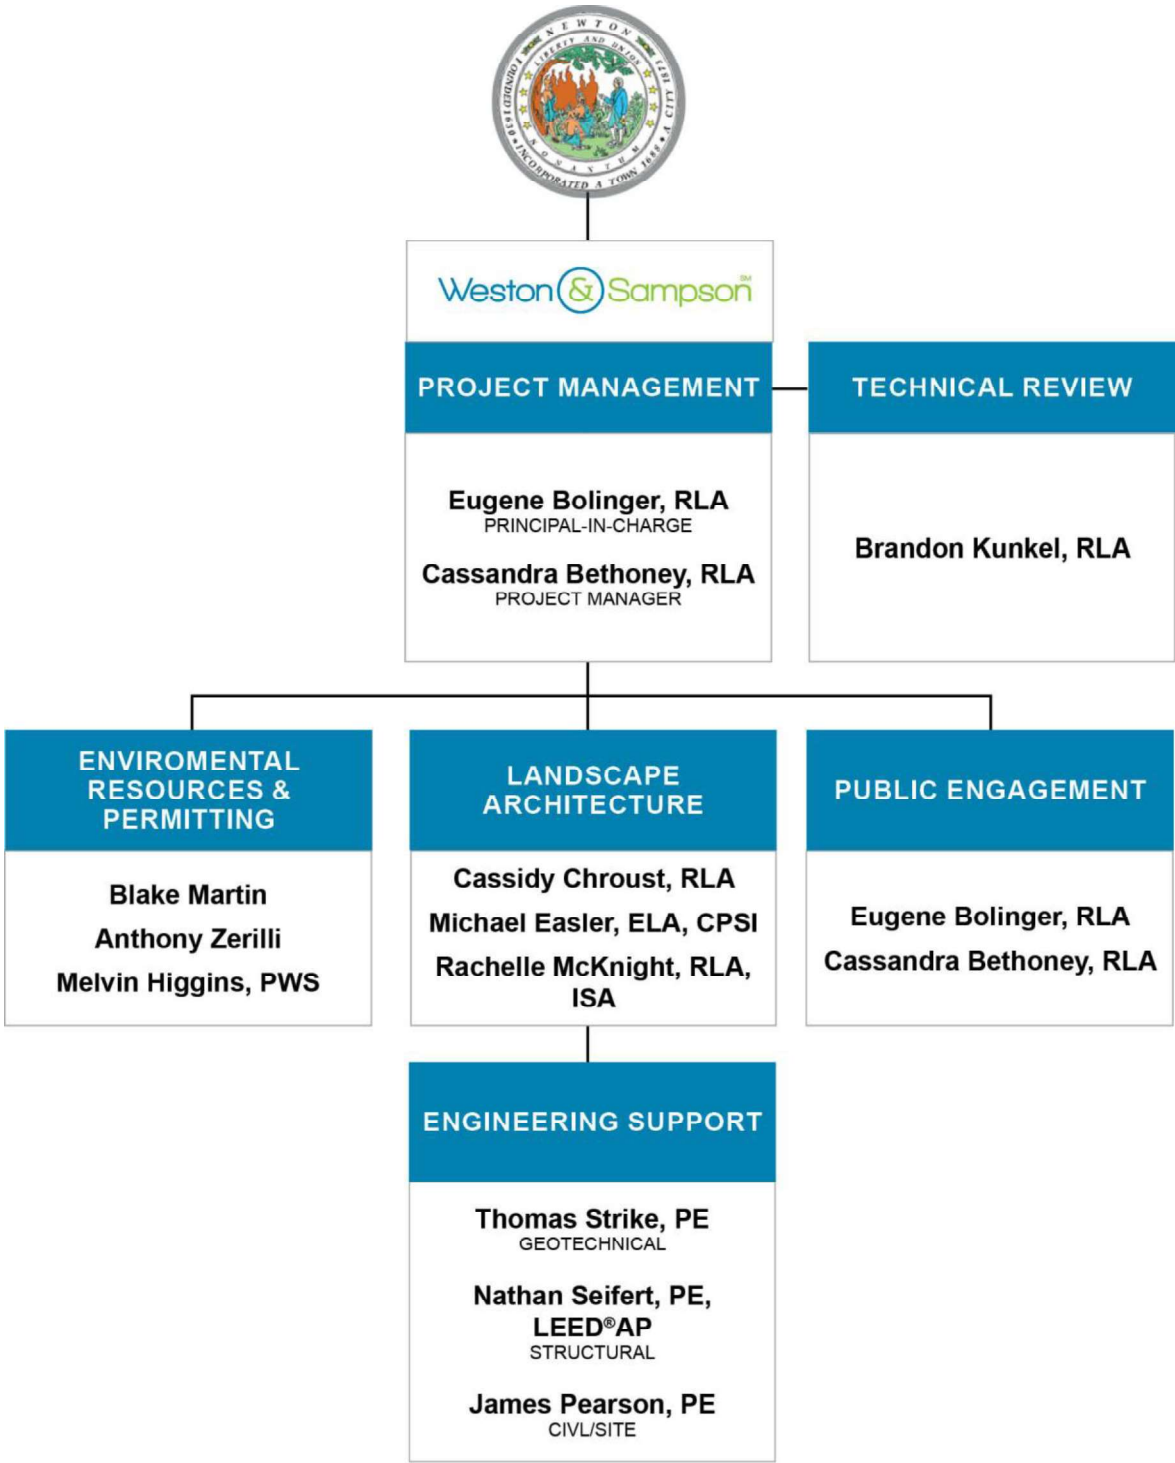 NEWTON
FOUNDED 1630 • INCORPORATED A TOWN 1688 • A CITY 1873
LIBERTY AND UNION
NONANTUM
Weston & Sampson SM
PROJECT MANAGEMENT
TECHNICAL REVIEW
Eugene Bolinger, RLA
PRINCIPAL-IN-CHARGE
Cassandra Bethoney, RLA
PROJECT MANAGER
Brandon Kunkel, RLA
ENVIROMENTAL
RESOURCES &
PERMITTING
LANDSCAPE
ARCHITECTURE
PUBLIC ENGAGEMENT
Blake Martin
Anthony Zerilli
Melvin Higgins, PWS
Cassidy Chroust, RLA
Michael Easler, ELA, CPSI
Rachelle McKnight, RLA,
ISA
Eugene Bolinger, RLA
Cassandra Bethoney, RLA
ENGINEERING SUPPORT
Thomas Strike, PE
GEOTECHNICAL
Nathan Seifert, PE,
LEED®AP
STRUCTURAL
James Pearson, PE
CIVL/SITE